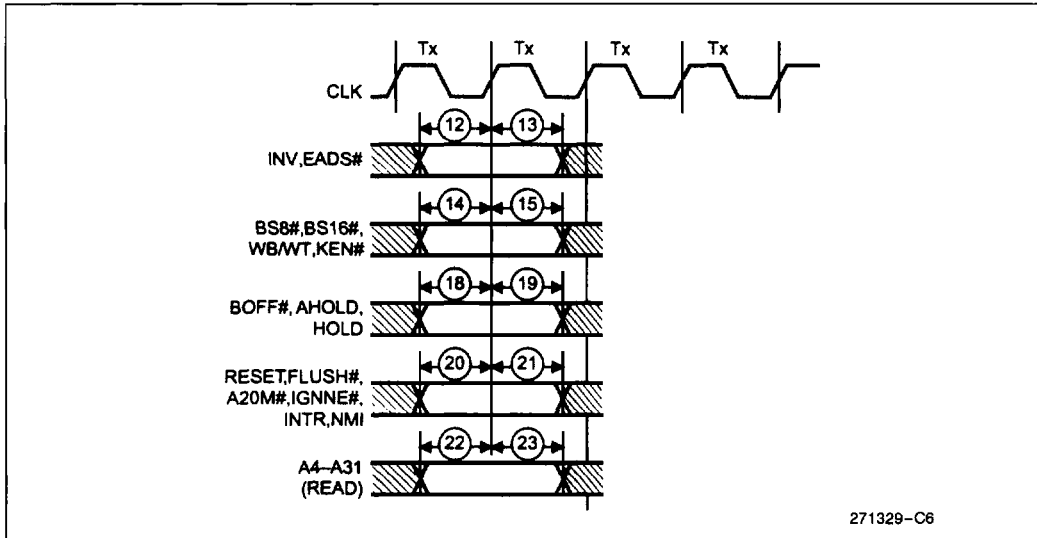 Tx Tx Tx Tx
CLK
12 13
INV,EADS#
14 15
BS8#,BS16#,
WB/WT,KEN#
18 19
BOFF#, AHOLD,
HOLD
20 21
RESET,FLUSH#,
A20M#,IGNNE#,
INTR,NMI
22 23
A4–A31
(READ)
271329–C6